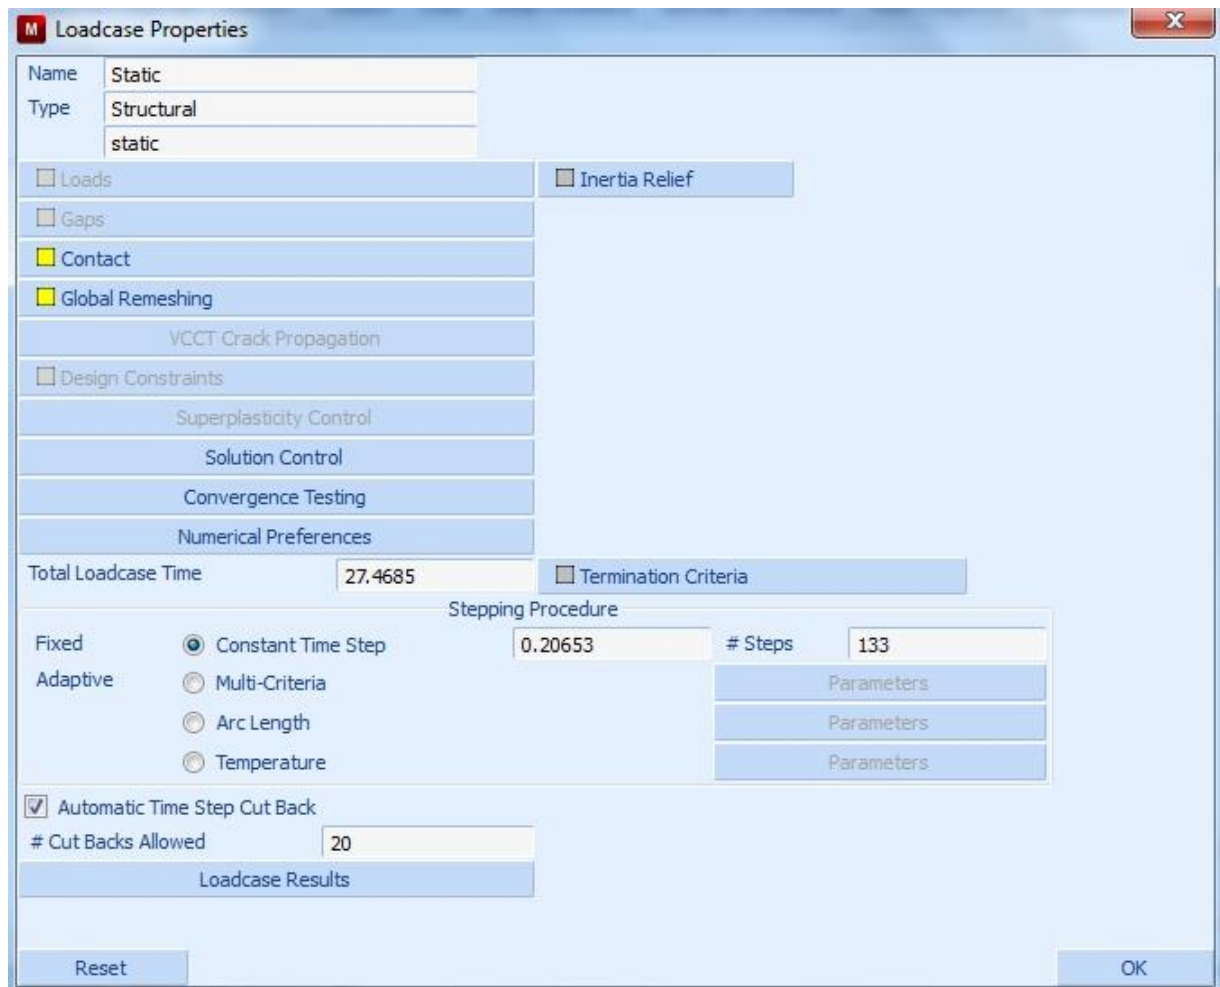 M Loadcase Properties
Name Static
Type Structural
static
Loads Inertia Relief
Gaps
Contact
Global Remeshing
VCCT Crack Propagation
Design Constraints
Superplasticity Control
Solution Control
Convergence Testing
Numerical Preferences
Total Loadcase Time 27.4685 Termination Criteria
Stepping Procedure
Fixed Constant Time Step 0.20653 # Steps 133
Adaptive Multi-Criteria Parameters
Arc Length Parameters
Temperature Parameters
Automatic Time Step Cut Back
# Cut Backs Allowed 20
Loadcase Results
Reset OK